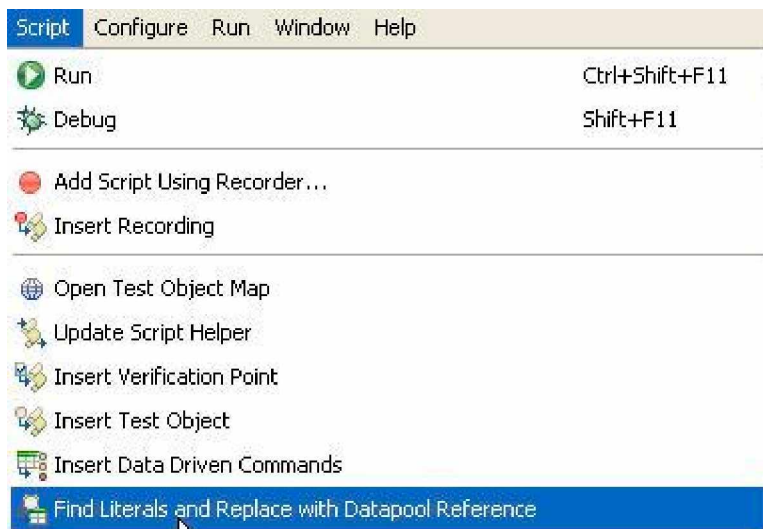 Script Configure Run Window Help
Run Ctrl+Shift+F11
Debug Shift+F11
Add Script Using Recorder...
Insert Recording
Open Test Object Map
Update Script Helper
Insert Verification Point
Insert Test Object
Insert Data Driven Commands
Find Literals and Replace with Datapool Reference